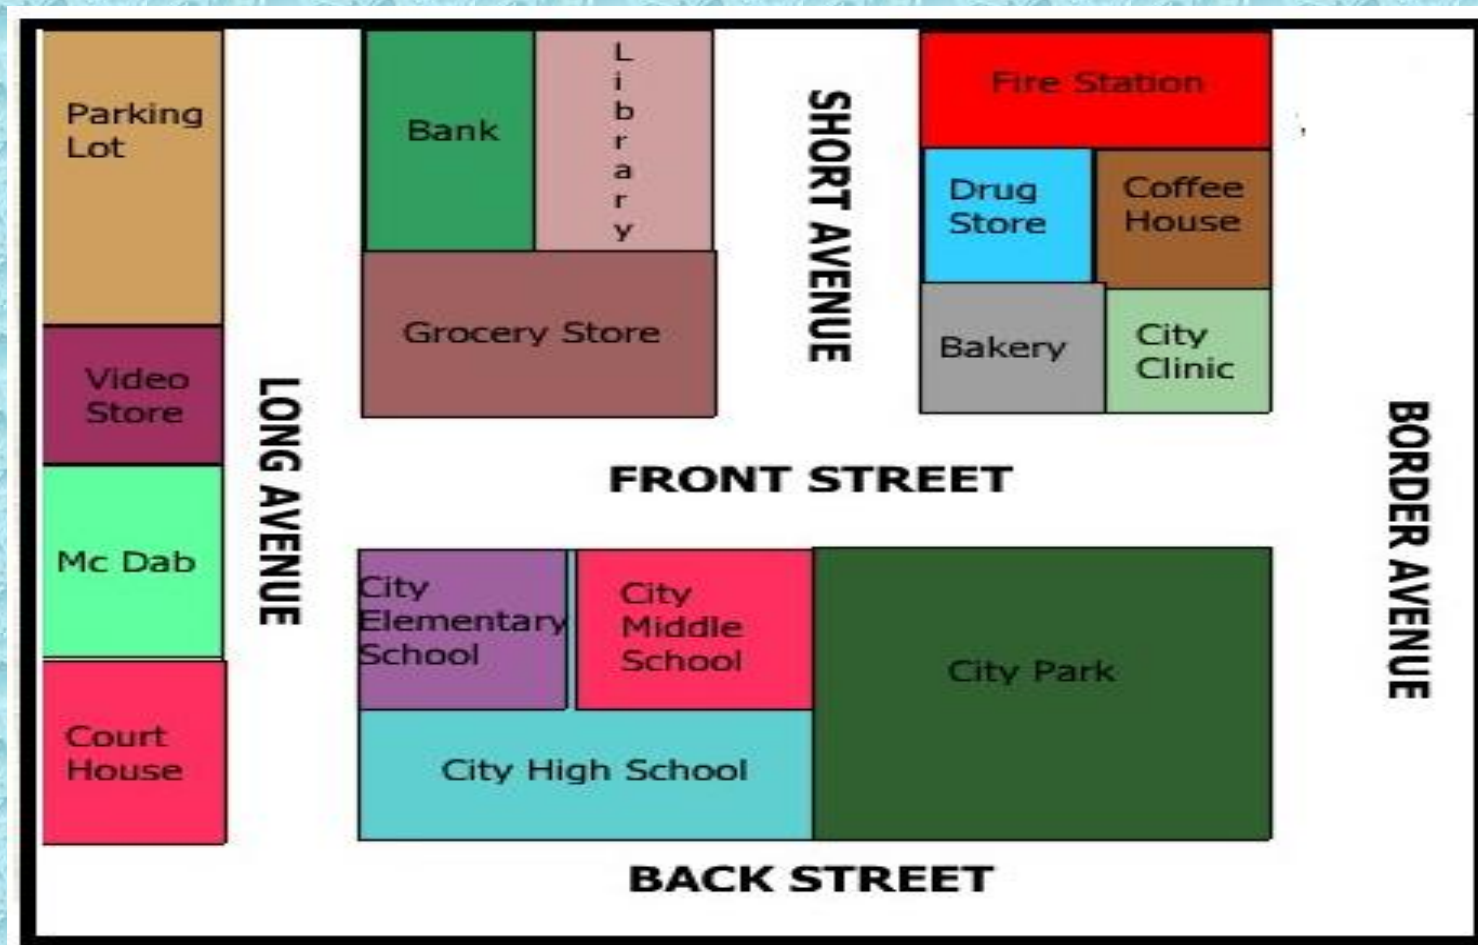 Parking
Lot
Bank
Library
SHORT AVENUE
Fire Station
Drug
Store
Coffee
House
Video
Store
LONG AVENUE
Grocery Store
Bakery
City
Clinic
BORDER AVENUE
FRONT STREET
Mc Dab
City
Elementary
School
City
Middle
School
City Park
Court
House
City High School
BACK STREET